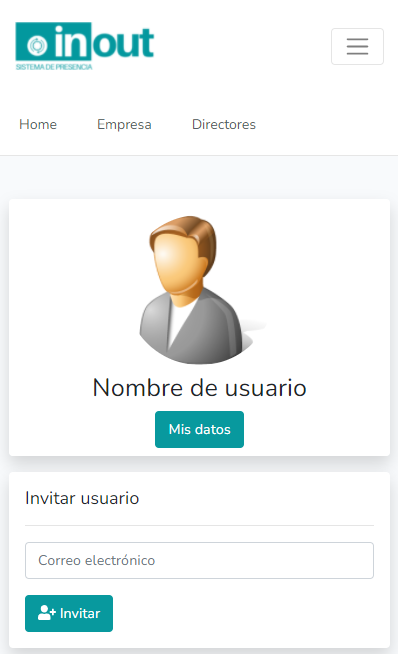 inout
SISTEMA DE PRESENCIA
Home Empresa Directores
Nombre de usuario
Mis datos
Invitar usuario
Correo electrónico
Invitar